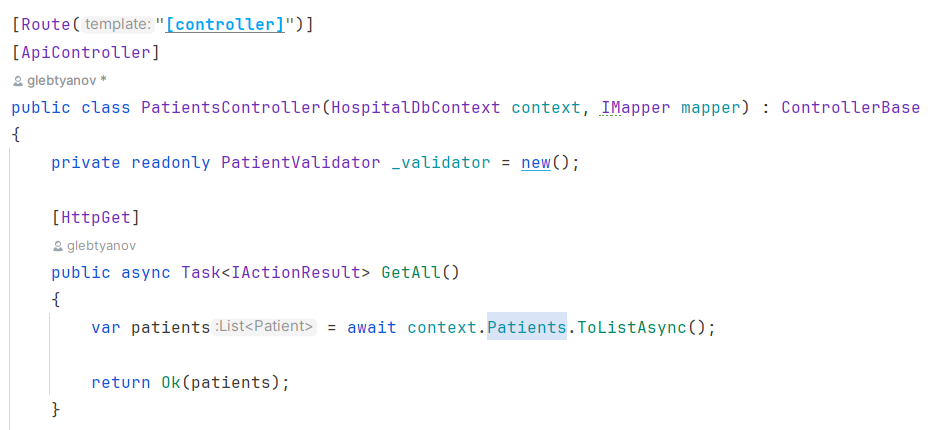 [Route(template:"[controller]")]
[ApiController]
glebtyanov *
public class PatientsController(HospitalDbContext context, IMapper mapper) : ControllerBase
{
    private readonly PatientValidator _validator = new();
    [HttpGet]
    glebtyanov
    public async Task<IActionResult> GetAll()
    {
        var patients :List<Patient> = await context.Patients.ToListAsync();
        return Ok(patients);
    }